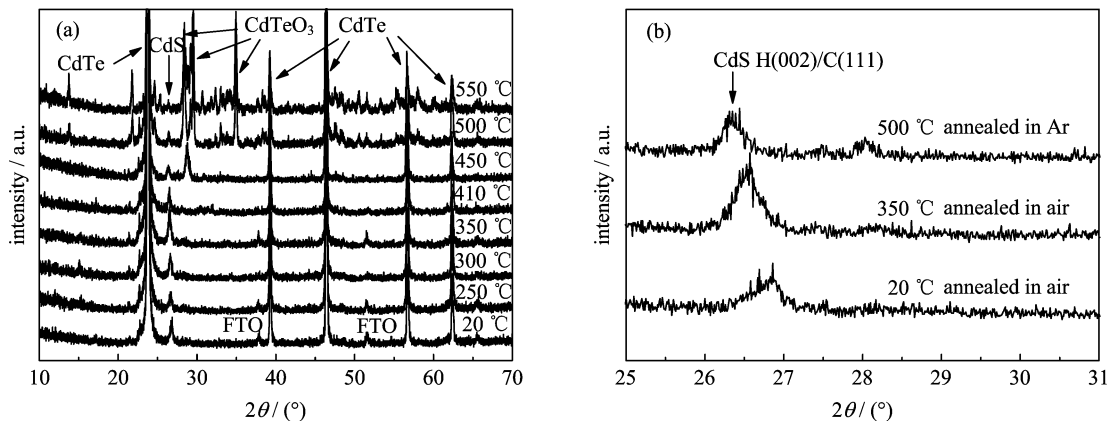 (a)
CdTeO₃
CdTe
CdTe
CdS
550 ℃
500 ℃
450 ℃
410 ℃
350 ℃
300 ℃
250 ℃
FTO
FTO
20 ℃
intensity / a.u.
10
20
30
40
50
60
70
2θ / (°)
(b)
CdS H(002)/C(111)
500 ℃ annealed in Ar
350 ℃ annealed in air
20 ℃ annealed in air
intensity / a.u.
25
26
27
28
29
30
31
2θ / (°)